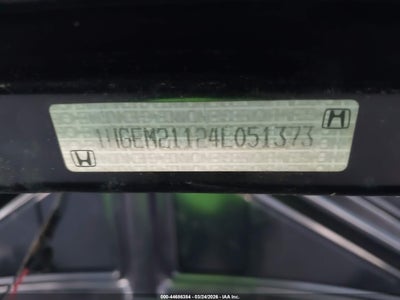 1HGEM21124L051373
000-44686384 - 03/24/2026 - IAA Inc.